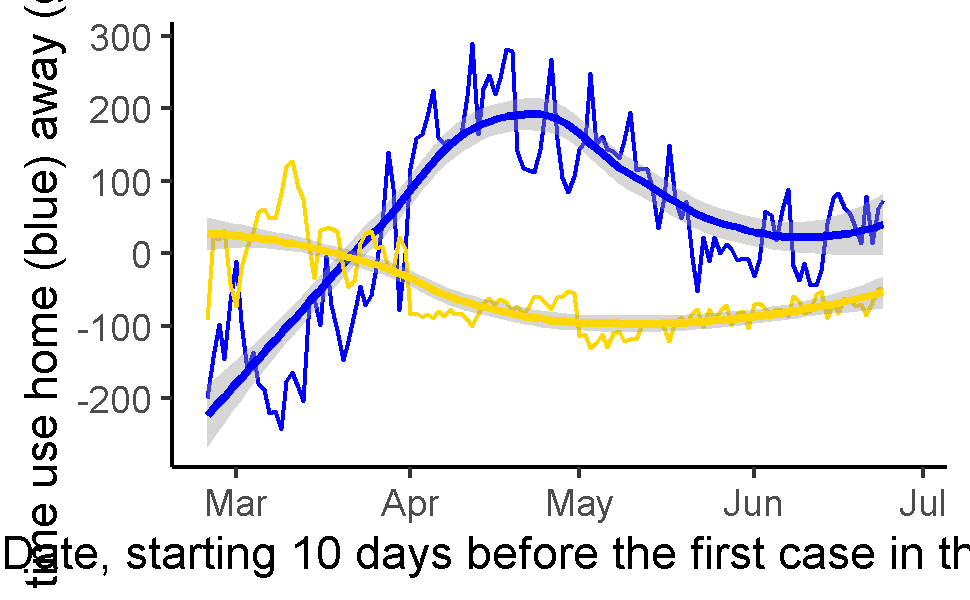 time use home (blue) away (
300
200
100
0
-100
-200
Mar Apr May Jun Jul
Date, starting 10 days before the first case in th